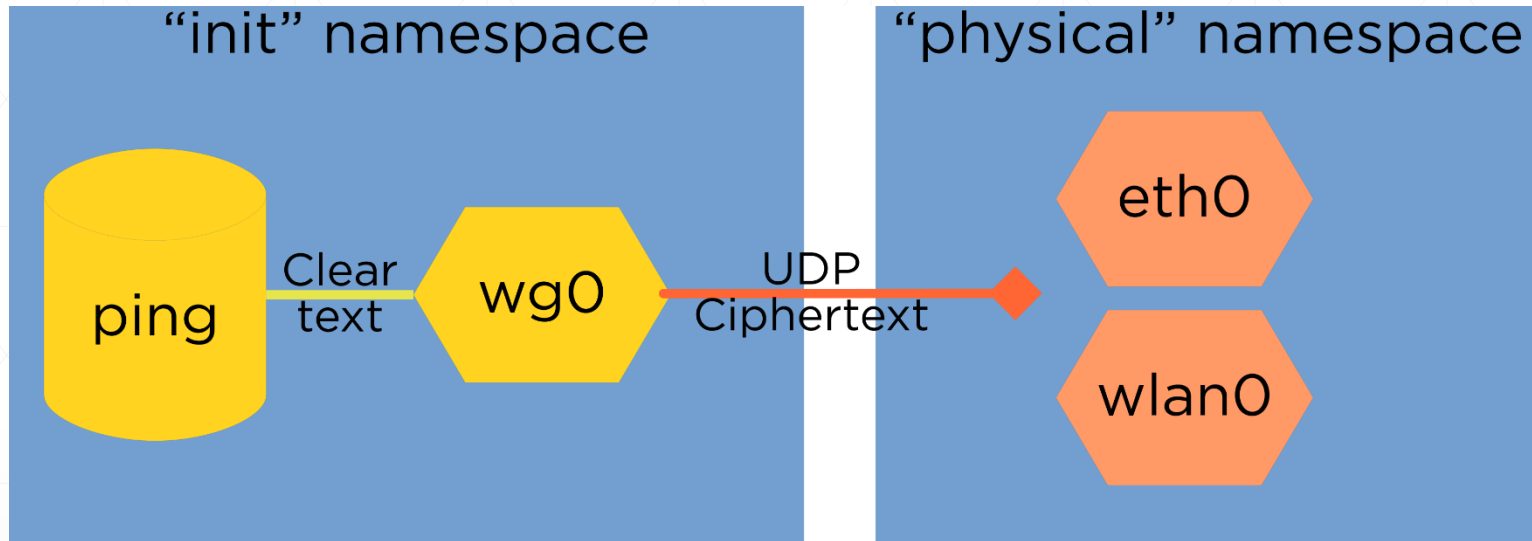 “init” namespace
“physical” namespace
ping
Clear
text
wg0
UDP
Ciphertext
eth0
wlan0